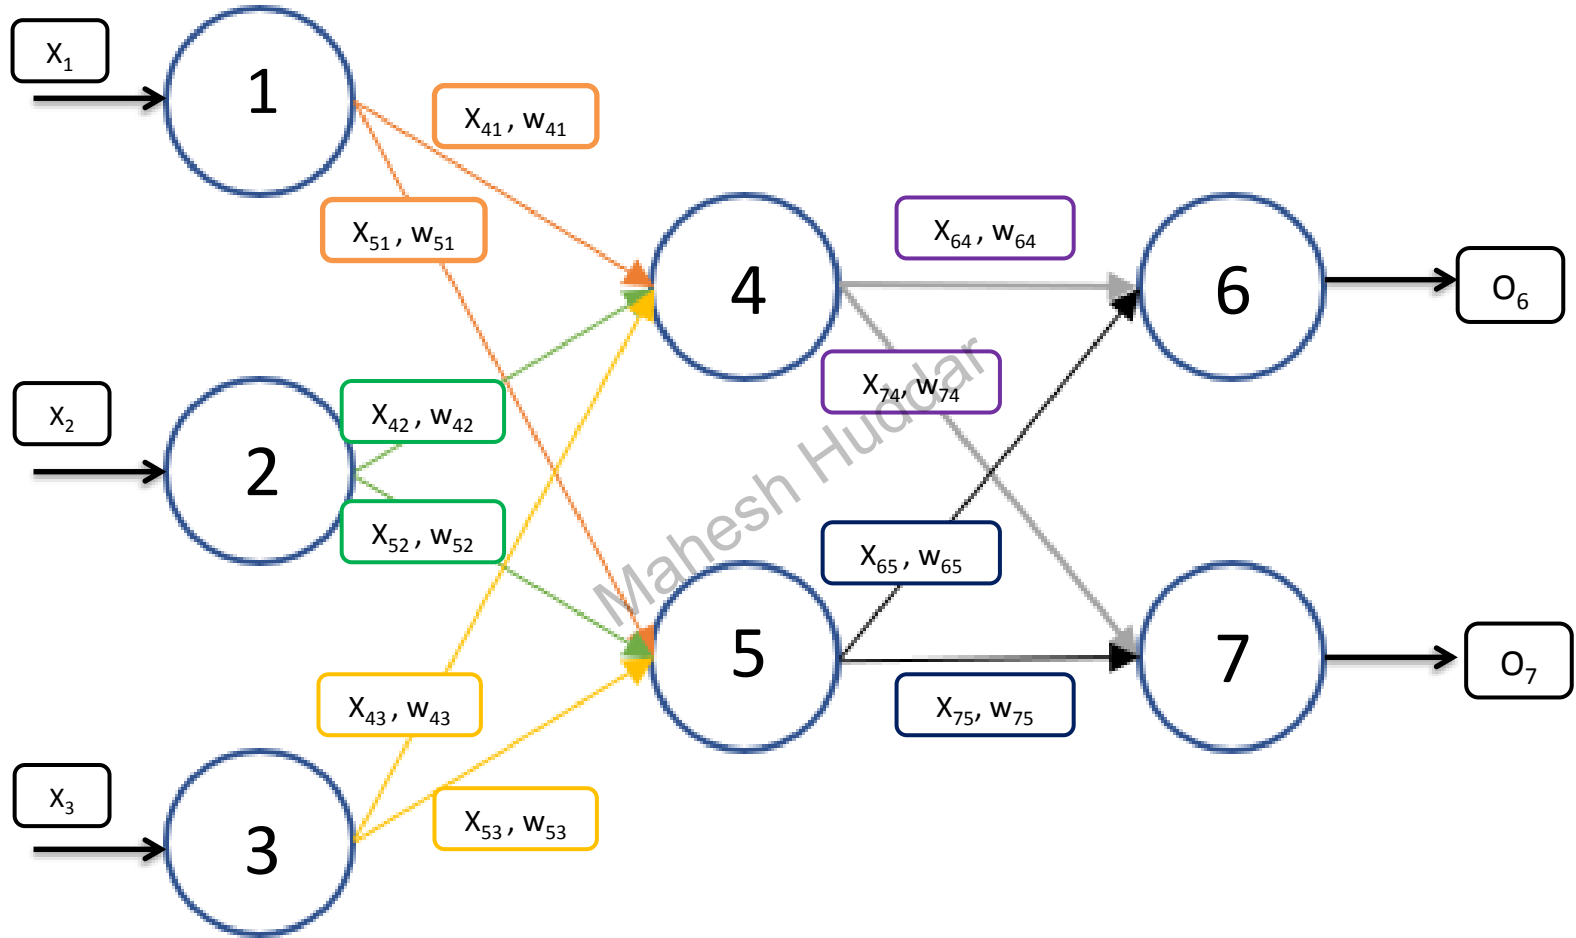 X₁
1
X₄₁ , w₄₁
X₅₁ , w₅₁
4
X₆₄, w₆₄
6
O₆
X₂
2
X₄₂ , w₄₂
X₇₄, w₇₄
Mahesh Huddar
X₅₂ , w₅₂
X₆₅ , w₆₅
5
7
O₇
X₄₃ , w₄₃
X₇₅, w₇₅
X₃
3
X₅₃ , w₅₃